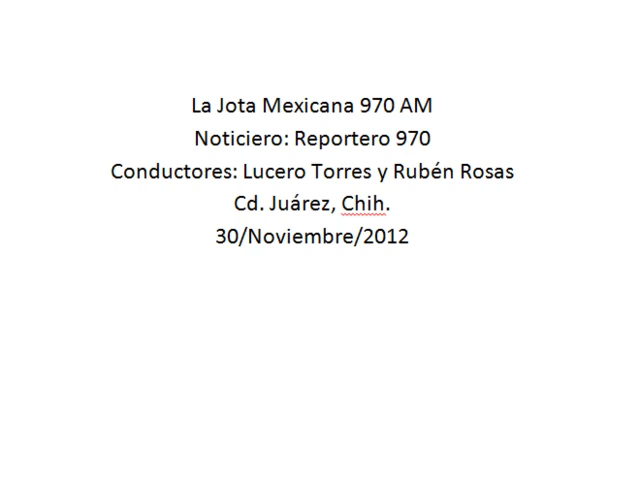 La Jota Mexicana 970 AM
Noticiero: Reportero 970
Conductores: Lucero Torres y Rubén Rosas
Cd. Juárez, Chih.
30/Noviembre/2012